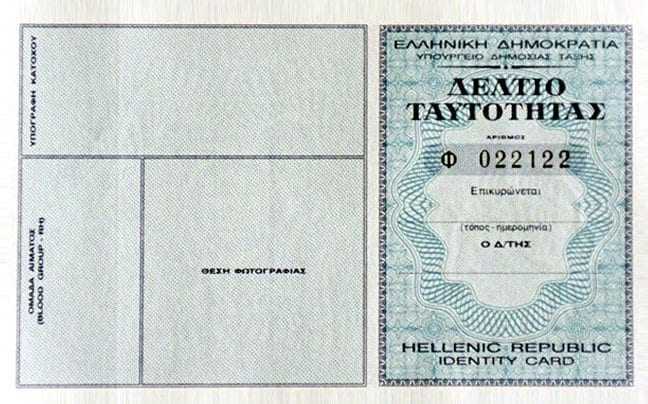 ΥΠΟΓΡΑΦΗ ΚΑΤΟΧΟΥ
ΟΜΑΔΑ ΑΙΜΑΤΟΣ
(BLOOD GROUP - RH)
ΘΕΣΗ ΦΩΤΟΓΡΑΦΙΑΣ
ΕΛΛΗΝΙΚΗ ΔΗΜΟΚΡΑΤΙΑ
ΥΠΟΥΡΓΕΙΟ ΔΗΜΟΣΙΑΣ ΤΑΞΗΣ
ΔΕΛΤΙΟ
ΤΑΥΤΟΤΗΤΑΣ
ΑΡΙΘΜΟΣ
Φ 022122
Επικυρώνεται
(τόπος - ημερομηνία)
Ο Δ/ΤΗΣ
HELLENIC REPUBLIC
IDENTITY CARD